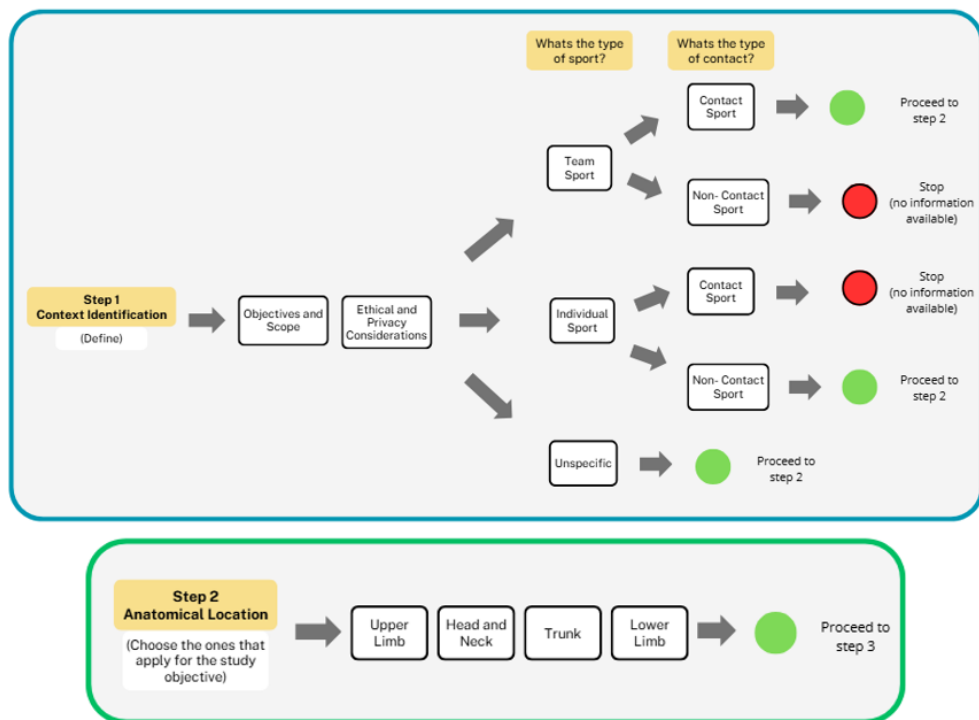 Whats the type
of sport?
Whats the type
of contact?
Contact
Sport
Proceed to
step 2
Team
Sport
Non- Contact
Sport
Stop
(no information
available)
Step 1
Context Identification
(Define)
Objectives and
Scope
Ethical and
Privacy
Considerations
Individual
Sport
Contact
Sport
Stop
(no information
available)
Non- Contact
Sport
Proceed to
step 2
Unspecific
Proceed to
step 2
Step 2
Anatomical Location
(Choose the ones that
apply for the study
objective)
Upper
Limb
Head and
Neck
Trunk
Lower
Limb
Proceed to
step 3